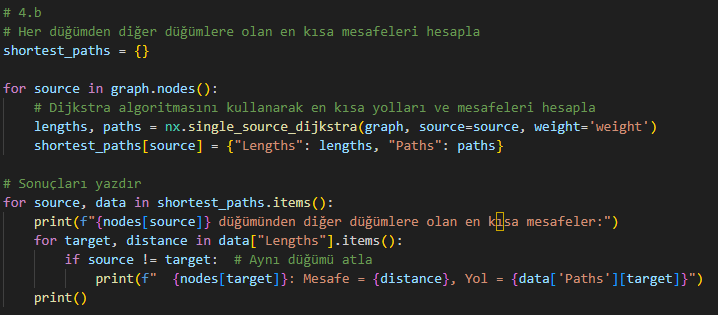 # 4.b
# Her düğümden diğer düğümlere olan en kısa mesafeleri hesapla
shortest_paths = {}
for source in graph.nodes():
# Dijkstra algoritmasını kullanarak en kısa yolları ve mesafeleri hesapla
lengths, paths = nx.single_source_dijkstra(graph, source=source, weight='weight')
shortest_paths[source] = {"Lengths": lengths, "Paths": paths}
# Sonuçları yazdır
for source, data in shortest_paths.items():
print(f"{nodes[source]} düğümünden diğer düğümlere olan en kısa mesafeler:")
for target, distance in data["Lengths"].items():
if source != target:  # Aynı düğümü atla
print(f"  {nodes[target]}: Mesafe = {distance}, Yol = {data['Paths'][target]}")
print()